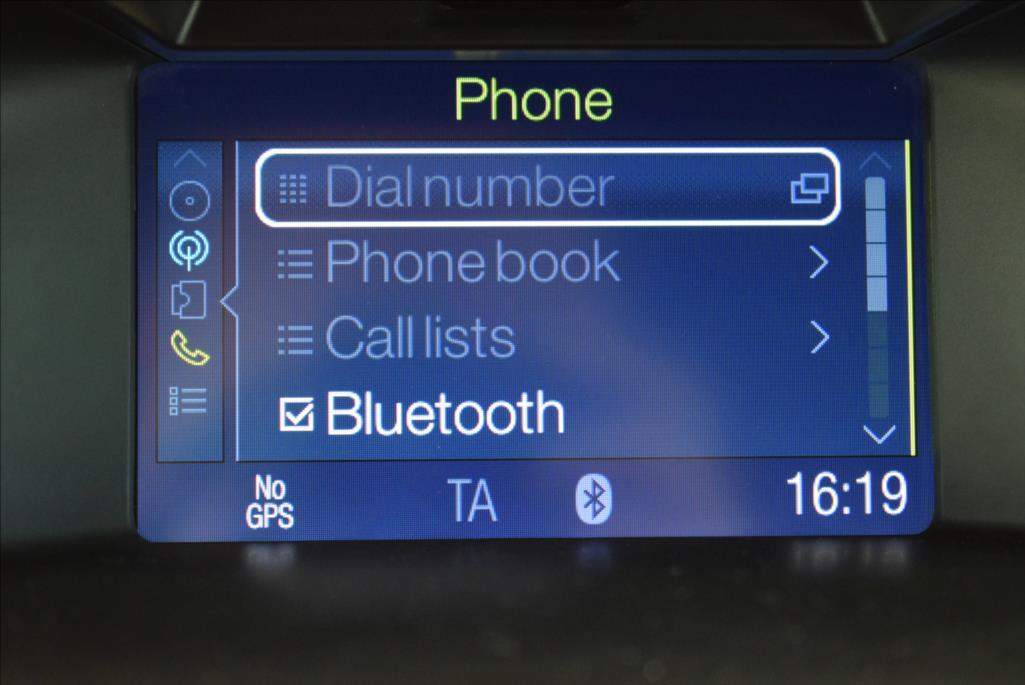 Phone
Dial number
Phone book
Call lists
Bluetooth
No
GPS
TA
16:19